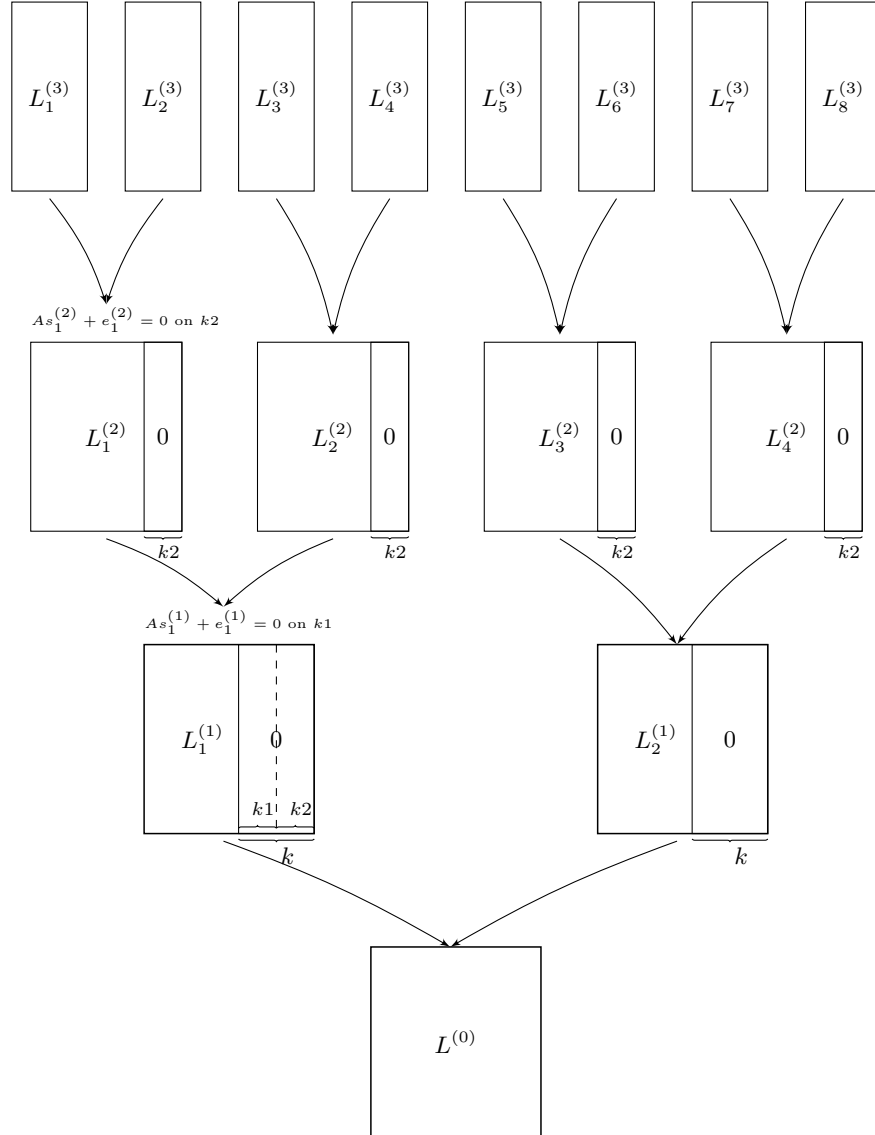 L_1^{(3)} L_2^{(3)} L_3^{(3)} L_4^{(3)} L_5^{(3)} L_6^{(3)} L_7^{(3)} L_8^{(3)}
As_1^{(2)} + e_1^{(2)} = 0 on k2
L_1^{(2)} 0 L_2^{(2)} 0 L_3^{(2)} 0 L_4^{(2)} 0
k2 k2 k2 k2
As_1^{(1)} + e_1^{(1)} = 0 on k1
L_1^{(1)} 0 L_2^{(1)} 0
k1 k2
k k
L^{(0)}